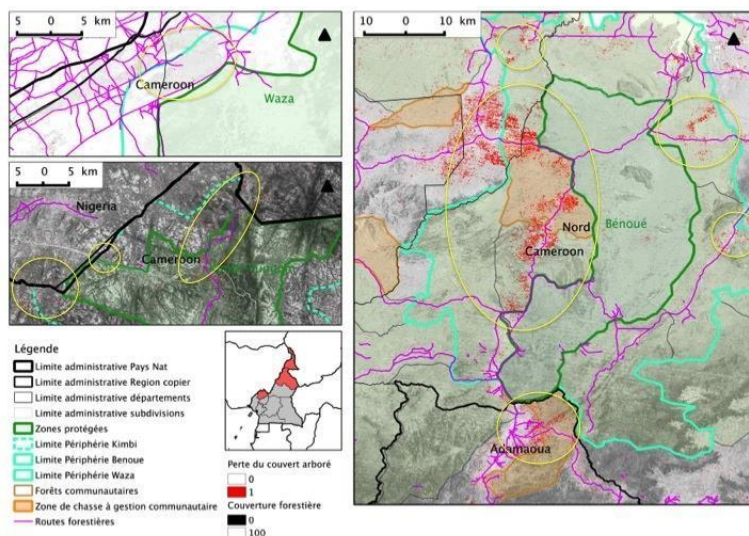 5 0 5 km
Cameroon
Waza
5 0 5 km
Nigeria
Cameroon
10 0 10 km
Nord
Bénoué
Cameroon
Adamaoua
Légende
Limite administrative Pays Nat
Limite administrative Region copier
Limite administrative départements
Limite administrative subdivisions
Zones protégées
Limite Périphérie Kimbi
Limite Périphérie Benoue
Limite Périphérie Waza
Forêts communautaires
Zone de chasse à gestion communautaire
Routes forestières
Perte du couvert arboré
0
1
Couverture forestière
0
100